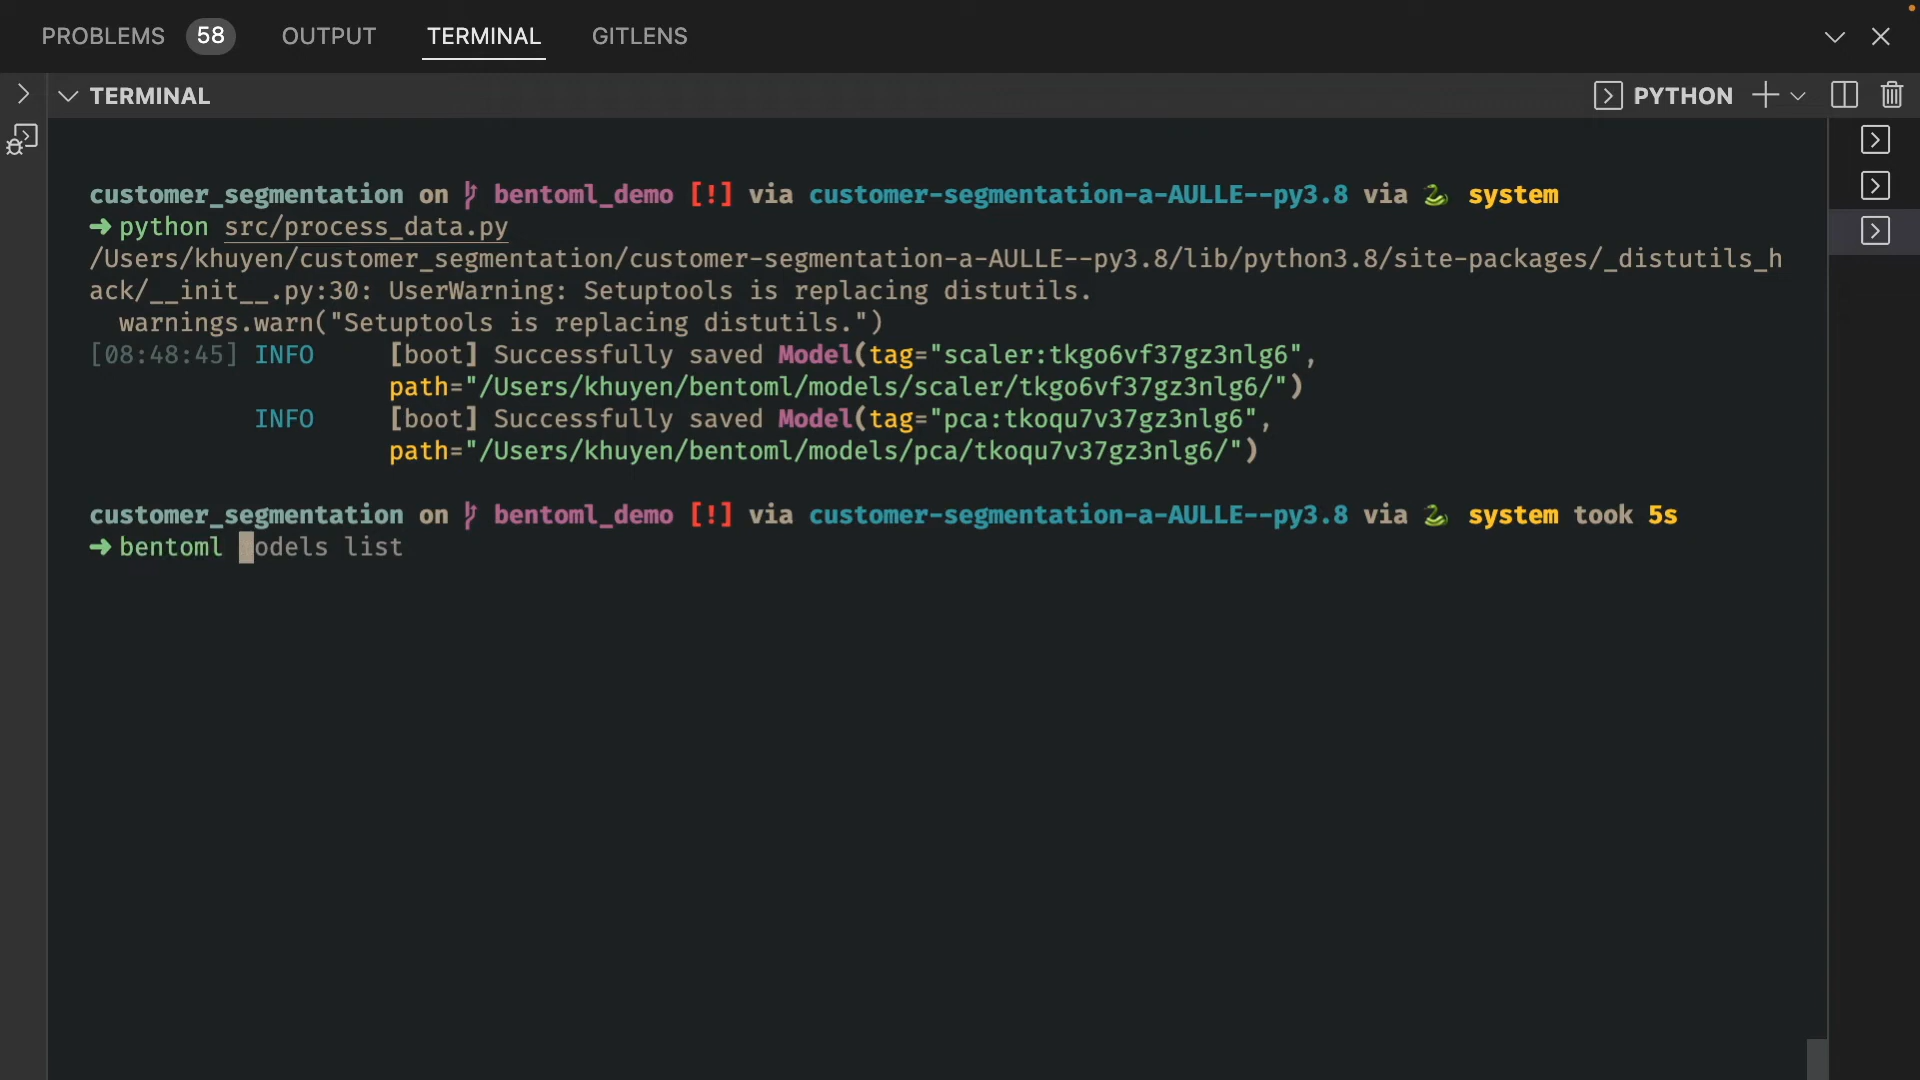 PROBLEMS 58 OUTPUT TERMINAL GITLENS
TERMINAL PYTHON
customer_segmentation on bentoml_demo [!] via customer-segmentation-a-AULLE--py3.8 via 🐍 system
➜ python src/process_data.py
/Users/khuyen/customer_segmentation/customer-segmentation-a-AULLE--py3.8/lib/python3.8/site-packages/_distutils_h
ack/__init__.py:30: UserWarning: Setuptools is replacing distutils.
warnings.warn("Setuptools is replacing distutils.")
[08:48:45] INFO [boot] Successfully saved Model(tag="scaler:tkgo6vf37gz3nlg6",
path="/Users/khuyen/bentoml/models/scaler/tkgo6vf37gz3nlg6/")
INFO [boot] Successfully saved Model(tag="pca:tkoqu7v37gz3nlg6",
path="/Users/khuyen/bentoml/models/pca/tkoqu7v37gz3nlg6/")
customer_segmentation on bentoml_demo [!] via customer-segmentation-a-AULLE--py3.8 via 🐍 system took 5s
➜ bentoml models list